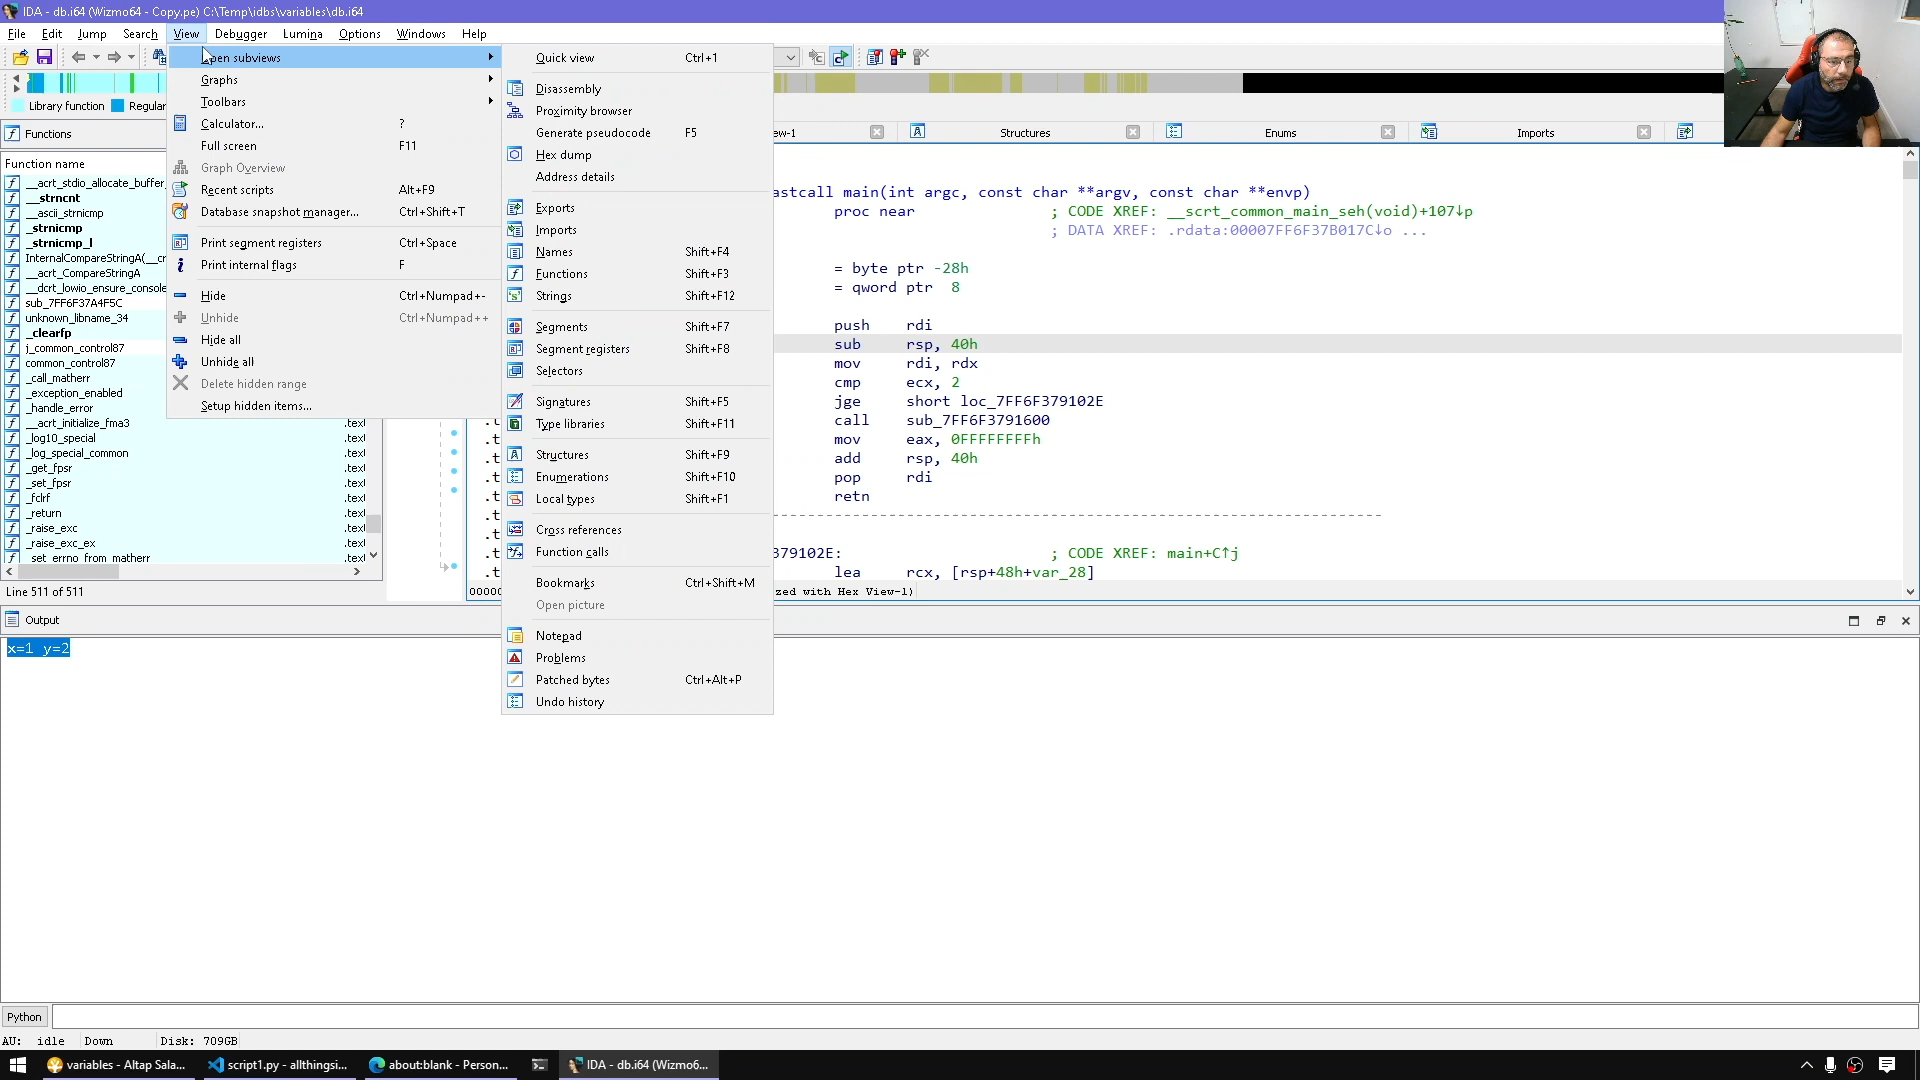 IDA - db.i64 (Wizmo64 - Copy.pe) C:\Temp\idbs\variables\db.i64
File Edit Jump Search View Debugger Lumina Options Windows Help
Library function Regular
Functions
Function name
__acrt_stdio_allocate_buffer_
__strncnt
__ascii_strnicmp
_strnicmp
_strnicmp_l
InternalCompareStringA(__cr
__acrt_CompareStringA
__dcrt_lowio_ensure_console
sub_7FF6F37A4F5C
unknown_libname_34
_clearfp
j_common_control87
common_control87
_call_matherr
_exception_enabled
_handle_error
__acrt_initialize_fma3 .text
_log10_special .text
_log_special_common .text
_get_fpsr .text
_set_fpsr .text
_fclrf .text
_return .text
_raise_exc .text
_raise_exc_ex .text
_set_errno_from_matherr .text
Line 511 of 511
Open subviews
Graphs
Toolbars
Calculator... ?
Full screen F11
Graph Overview
Recent scripts Alt+F9
Database snapshot manager... Ctrl+Shift+T
Print segment registers Ctrl+Space
Print internal flags F
Hide Ctrl+Numpad+-
Unhide Ctrl+Numpad++
Hide all
Unhide all
Delete hidden range
Setup hidden items...
Quick view Ctrl+1
Disassembly
Proximity browser
Generate pseudocode F5
Hex dump
Address details
Exports
Imports
Names Shift+F4
Functions Shift+F3
Strings Shift+F12
Segments Shift+F7
Segment registers Shift+F8
Selectors
Signatures Shift+F5
Type libraries Shift+F11
Structures Shift+F9
Enumerations Shift+F10
Local types Shift+F1
Cross references
Function calls
Bookmarks Ctrl+Shift+M
Open picture
Notepad
Problems
Patched bytes Ctrl+Alt+P
Undo history
ew-1 Structures Enums Imports
astcall main(int argc, const char **argv, const char **envp)
proc near ; CODE XREF: __scrt_common_main_seh(void)+107↓p
; DATA XREF: .rdata:00007FF6F37B017C↓o ...
= byte ptr -28h
= qword ptr 8
push rdi
sub rsp, 40h
mov rdi, rdx
cmp ecx, 2
jge short loc_7FF6F379102E
call sub_7FF6F3791600
mov eax, 0FFFFFFFFh
add rsp, 40h
pop rdi
retn
379102E: ; CODE XREF: main+C↑j
lea rcx, [rsp+48h+var_28]
zed with Hex View-1)
Output
x=1 y=2
Python
AU: idle Down Disk: 709GB
variables - Altap Sala... script1.py - allthingsi... about:blank - Person... IDA - db.i64 (Wizmo6...